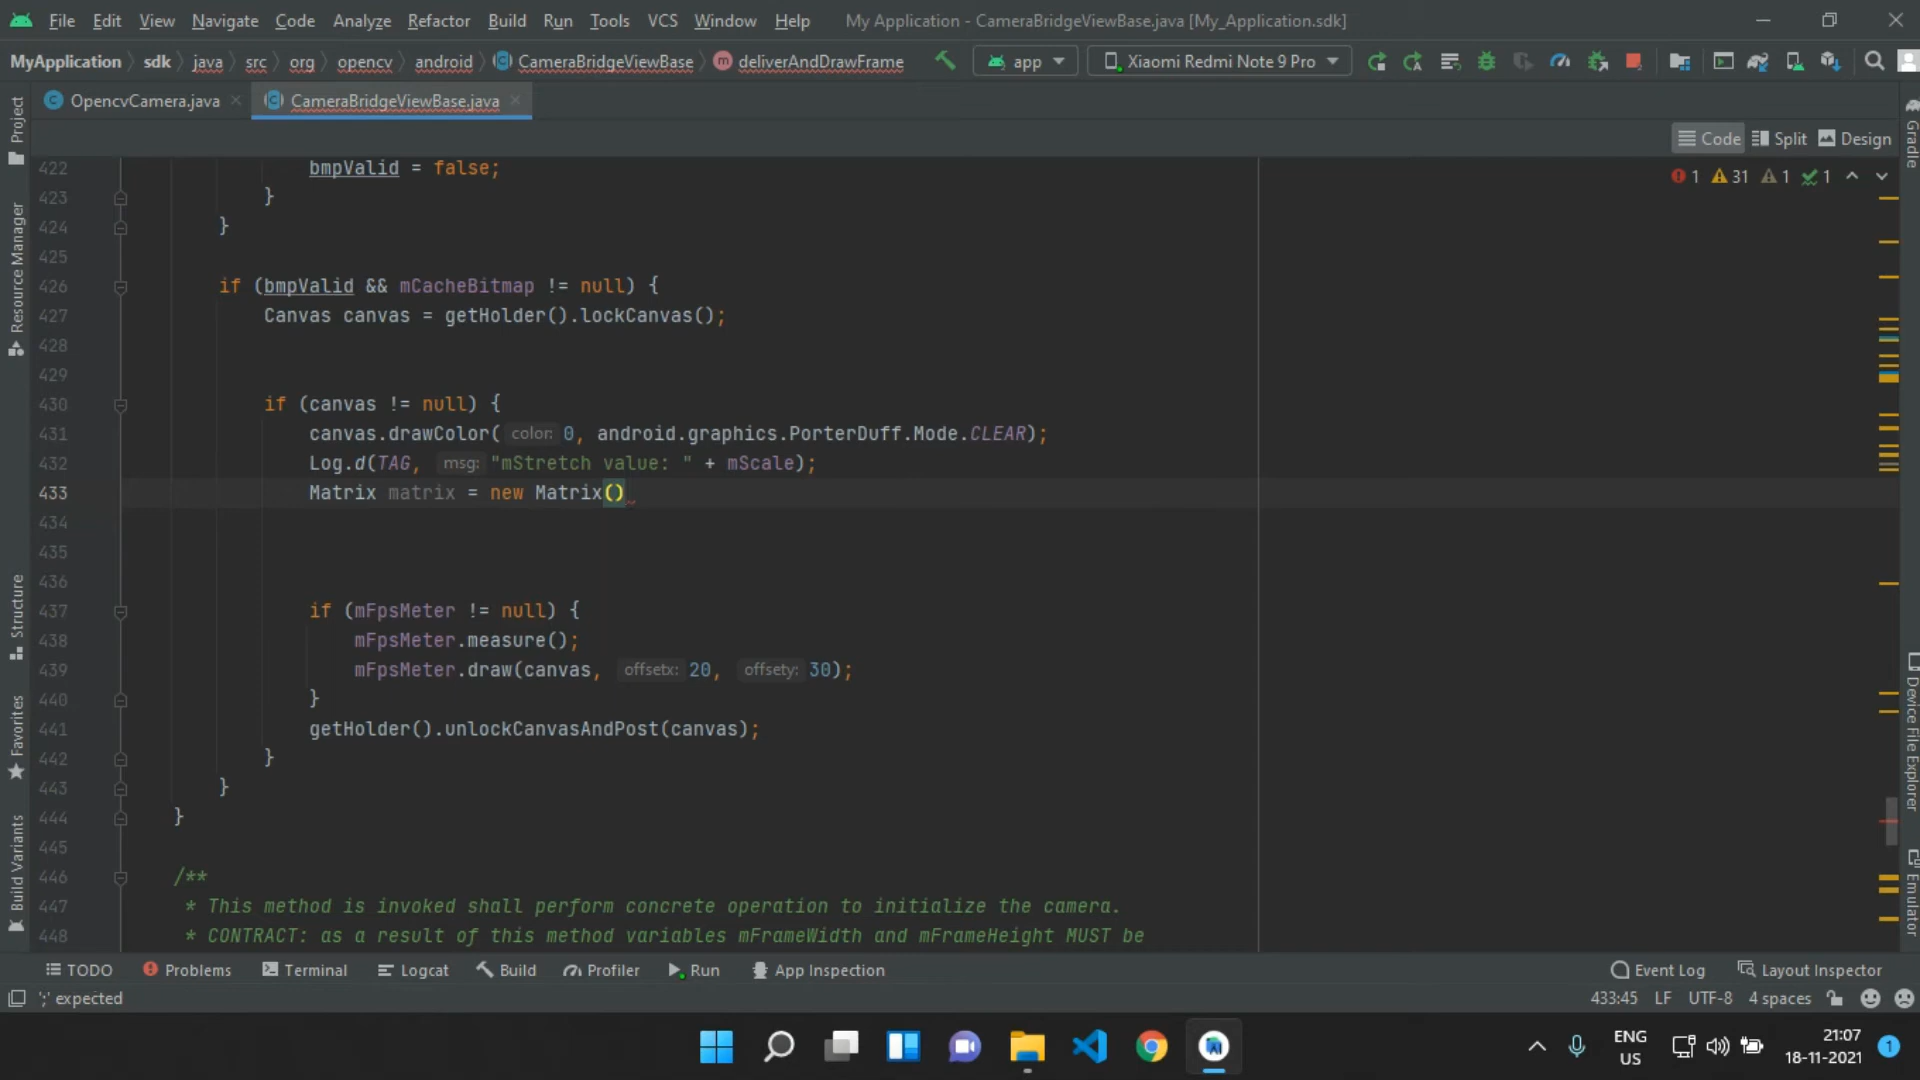 File Edit View Navigate Code Analyze Refactor Build Run Tools VCS Window Help My Application - CameraBridgeViewBase.java [My_Application.sdk]
MyApplication sdk java src org opencv android CameraBridgeViewBase deliverAndDrawFrame app Xiaomi Redmi Note 9 Pro
OpencvCamera.java CameraBridgeViewBase.java
Code Split Design
1 31 1 1
422 bmpValid = false;
423 }
424 }
425
426 if (bmpValid && mCacheBitmap != null) {
427 Canvas canvas = getHolder().lockCanvas();
428
429
430 if (canvas != null) {
431 canvas.drawColor( color: 0, android.graphics.PorterDuff.Mode.CLEAR);
432 Log.d(TAG, msg: "mStretch value: " + mScale);
433 Matrix matrix = new Matrix()
434
435
436
437 if (mFpsMeter != null) {
438 mFpsMeter.measure();
439 mFpsMeter.draw(canvas, offsetx: 20, offsety: 30);
440 }
441 getHolder().unlockCanvasAndPost(canvas);
442 }
443 }
444 }
445
446 /**
447 * This method is invoked shall perform concrete operation to initialize the camera.
448 * CONTRACT: as a result of this method variables mFrameWidth and mFrameHeight MUST be
Project
Resource Manager
Structure
Favorites
Build Variants
Gradle
Device File Explorer
Emulator
TODO Problems Terminal Logcat Build Profiler Run App Inspection Event Log Layout Inspector
';' expected 433:45 LF UTF-8 4 spaces
ENG
US
21:07
18-11-2021
1